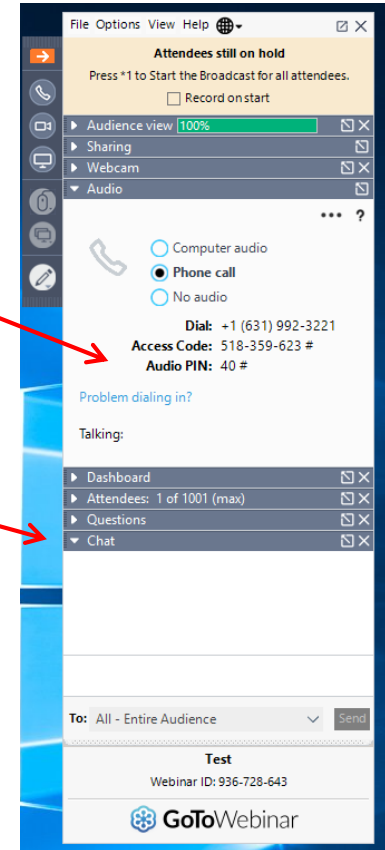 File Options View Help
Attendees still on hold
Press *1 to Start the Broadcast for all attendees.
Record on start
Audience view 100%
Sharing
Webcam
Audio
... ?
Computer audio
Phone call
No audio
Dial: +1 (631) 992-3221
Access Code: 518-359-623 #
Audio PIN: 40 #
Problem dialing in?
Talking:
Dashboard
Attendees: 1 of 1001 (max)
Questions
Chat
To: All - Entire Audience Send
Test
Webinar ID: 936-728-643
GoToWebinar